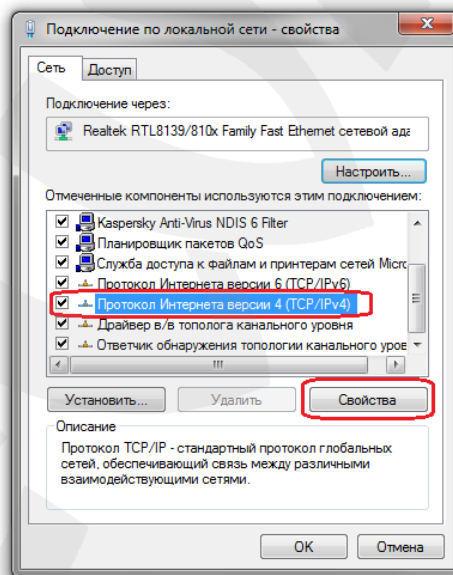 Подключение по локальной сети - свойства
Сеть
Доступ
Подключение через:
Realtek RTL8139/810x Family Fast Ethernet сетевой ада
Настроить...
Отмеченные компоненты используются этим подключением:
Kaspersky Anti-Virus NDIS 6 Filter
Планировщик пакетов QoS
Служба доступа к файлам и принтерам сетей Micro
Протокол Интернета версии 6 (TCP/IPv6)
Протокол Интернета версии 4 (TCP/IPv4)
Драйвер в/в тополога канального уровня
Ответчик обнаружения топологии канального уров
Установить...
Удалить
Свойства
Описание
Протокол TCP/IP - стандартный протокол глобальных
сетей, обеспечивающий связь между различными
взаимодействующими сетями.
OK
Отмена